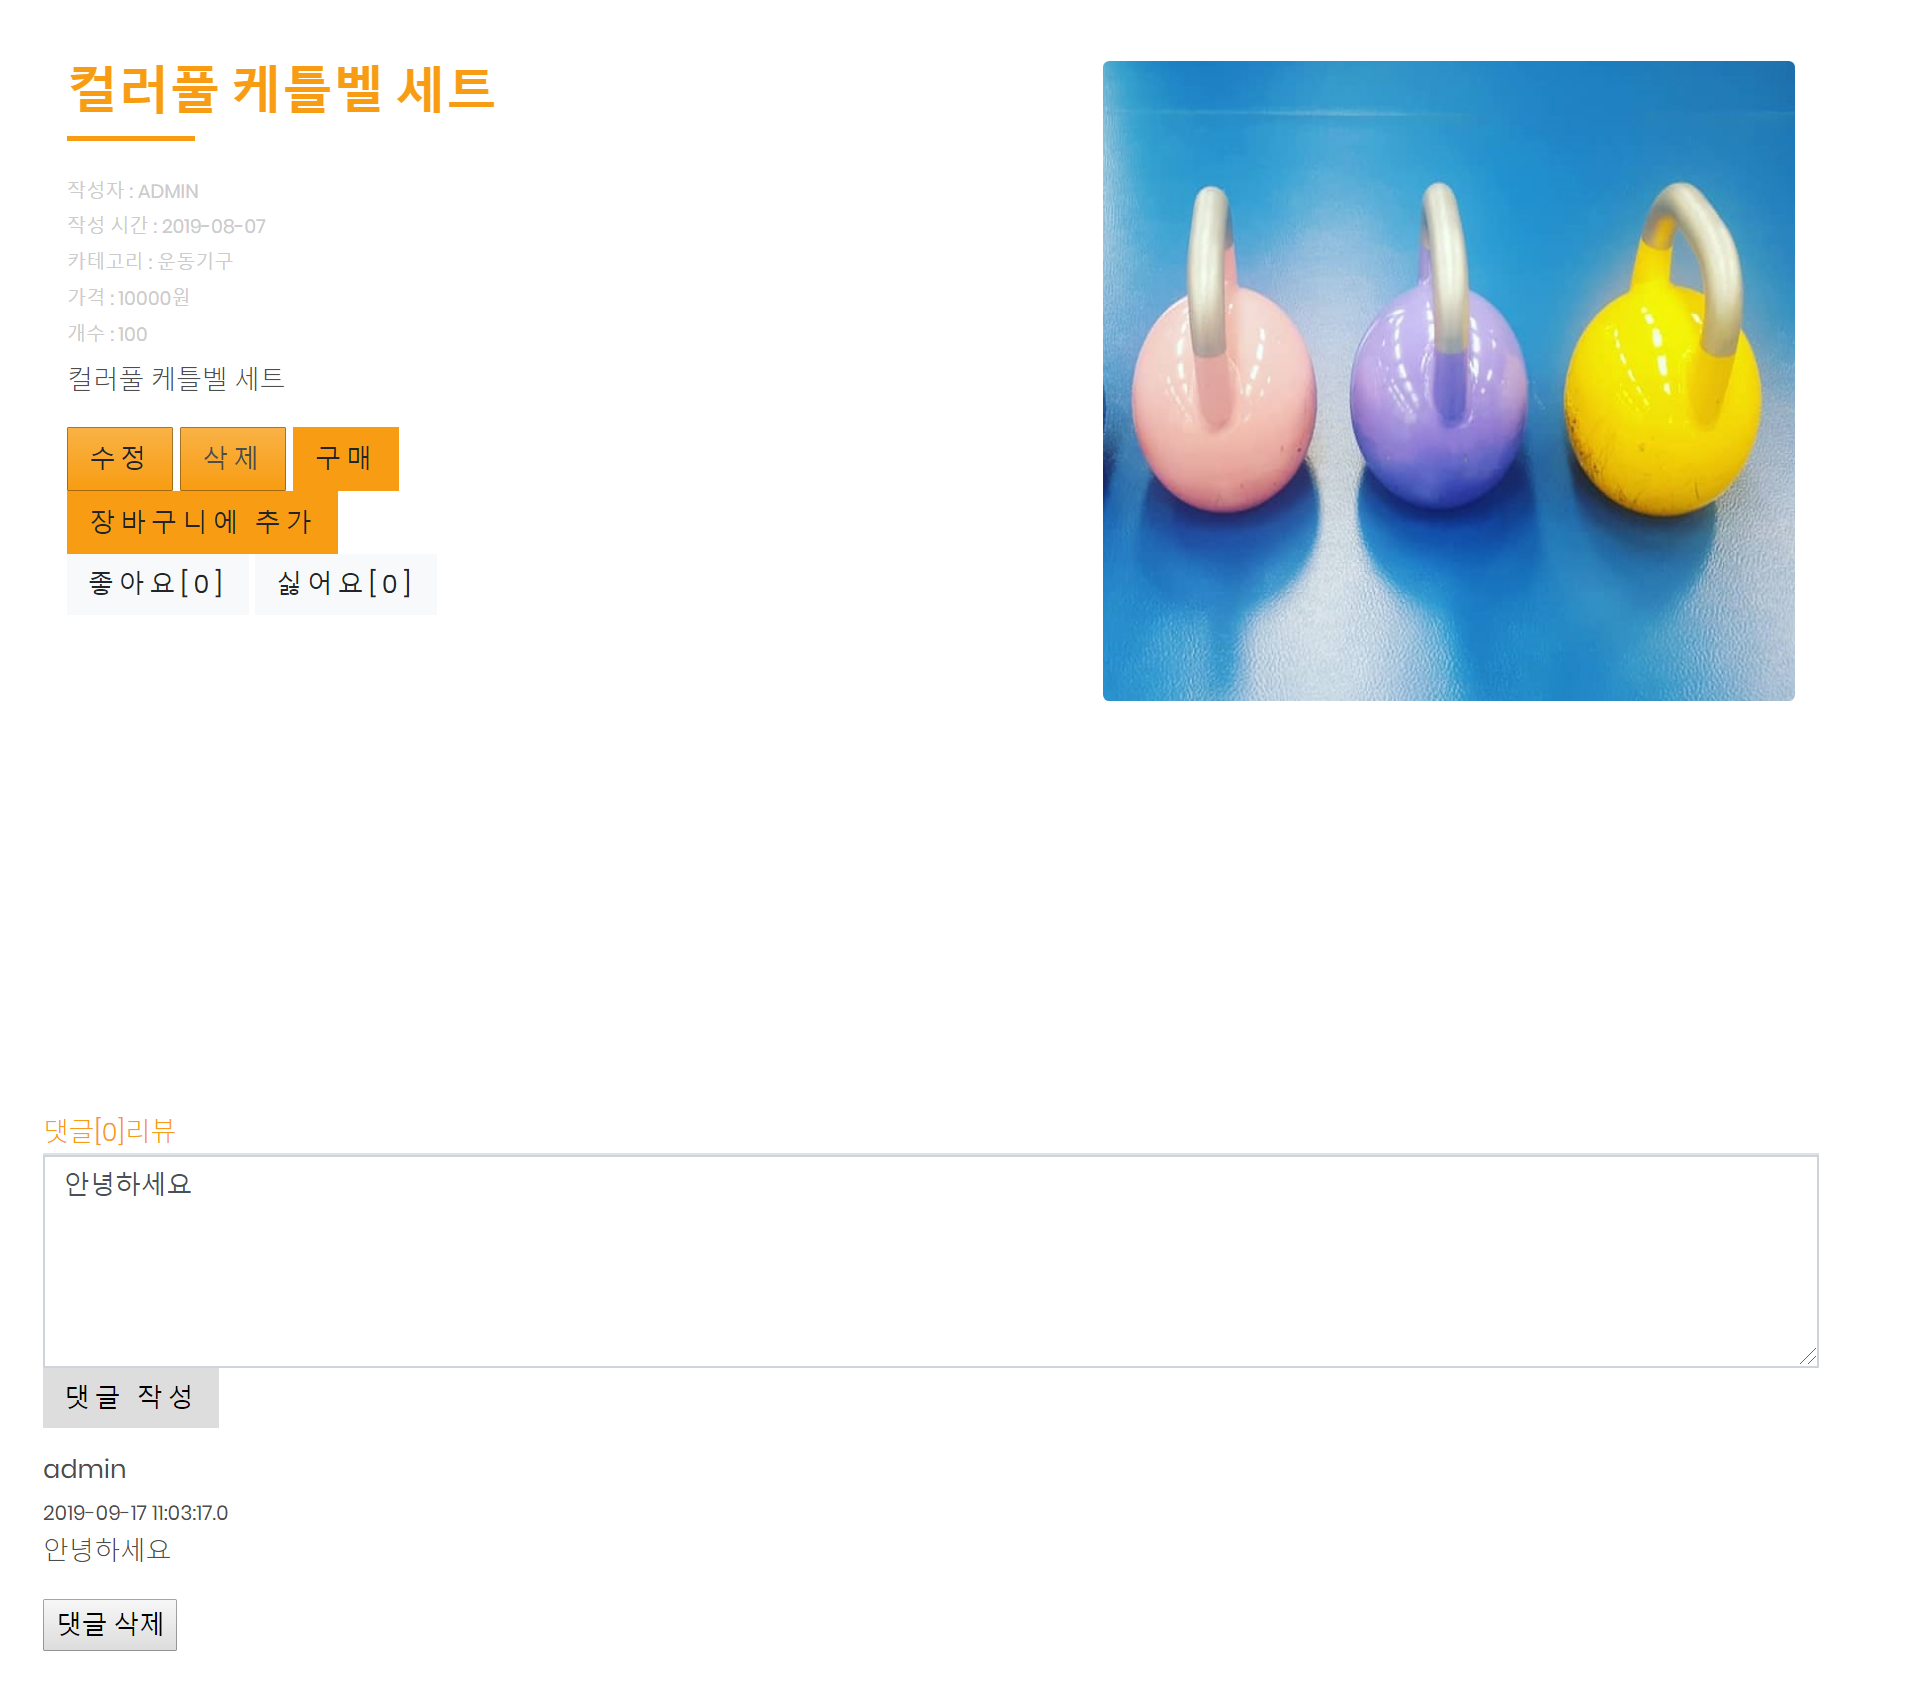 컬러풀 케틀벨 세트
작성자 : ADMIN
작성 시간 : 2019-08-07
카테고리 : 운동기구
가격 : 10000원
개수 : 100
컬러풀 케틀벨 세트
수정 삭제 구매
장바구니에 추가
좋아요[0] 싫어요[0]
댓글[0]리뷰
안녕하세요
댓글 작성
admin
2019-09-17 11:03:17.0
안녕하세요
댓글 삭제